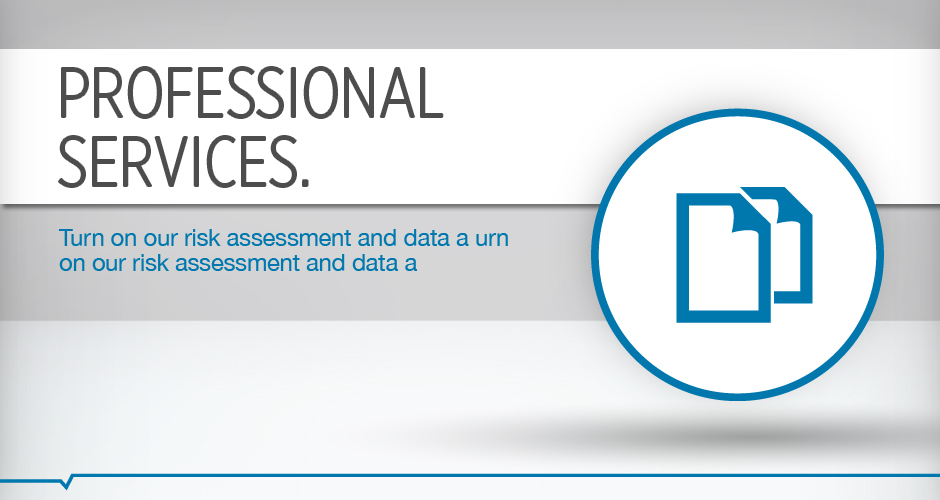 PROFESSIONAL
SERVICES.
Turn on our risk assessment and data a urn
on our risk assessment and data a